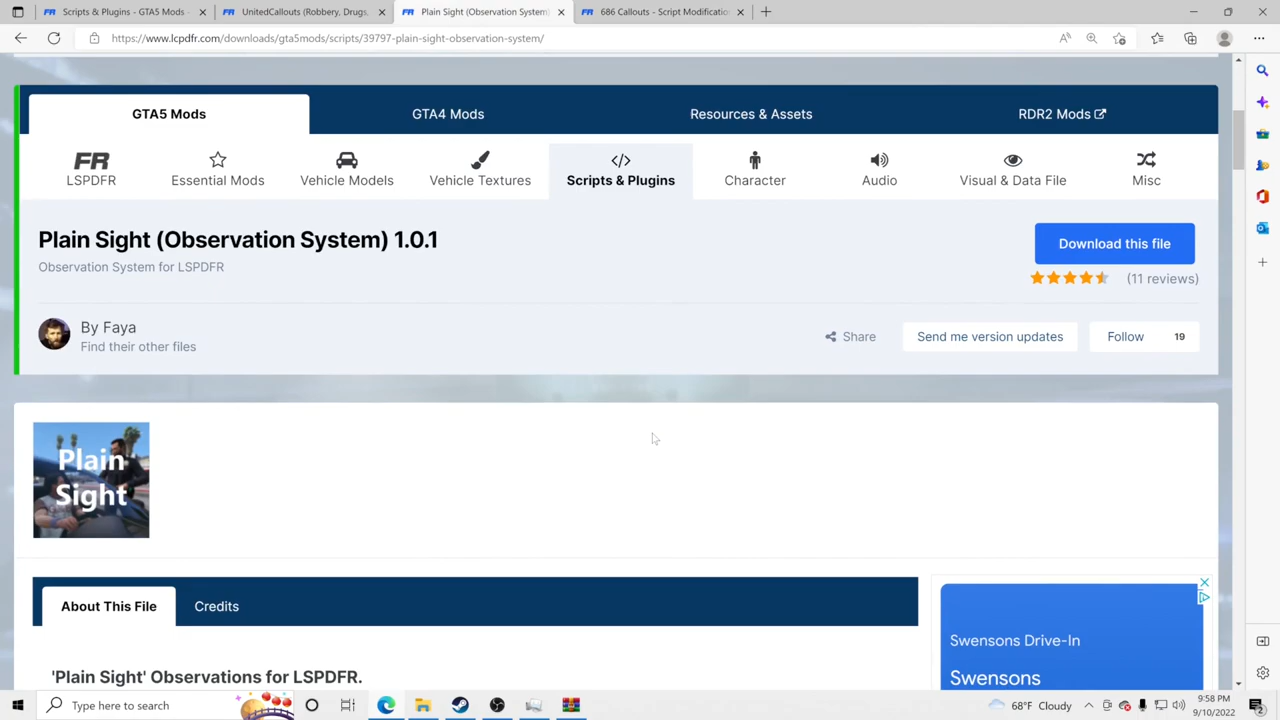 Scripts & Plugins - GTA5 Mods -
UnitedCallouts (Robbery, Drugs,
Plain Sight (Observation System)
686 Callouts - Script Modificatio
https://www.lcpdfr.com/downloads/gta5mods/scripts/39797-plain-sight-observation-system/
GTA5 Mods
GTA4 Mods
Resources & Assets
RDR2 Mods
FR
LSPDFR
Essential Mods
Vehicle Models
Vehicle Textures
Scripts & Plugins
Character
Audio
Visual & Data File
Misc
Plain Sight (Observation System) 1.0.1
Observation System for LSPDFR
Download this file
(11 reviews)
By Faya
Find their other files
Share
Send me version updates
Follow 19
Plain
Sight
About This File
Credits
'Plain Sight' Observations for LSPDFR.
Swensons Drive-In
Swensons
Type here to search
68°F Cloudy
9:58 PM
9/10/2022
2